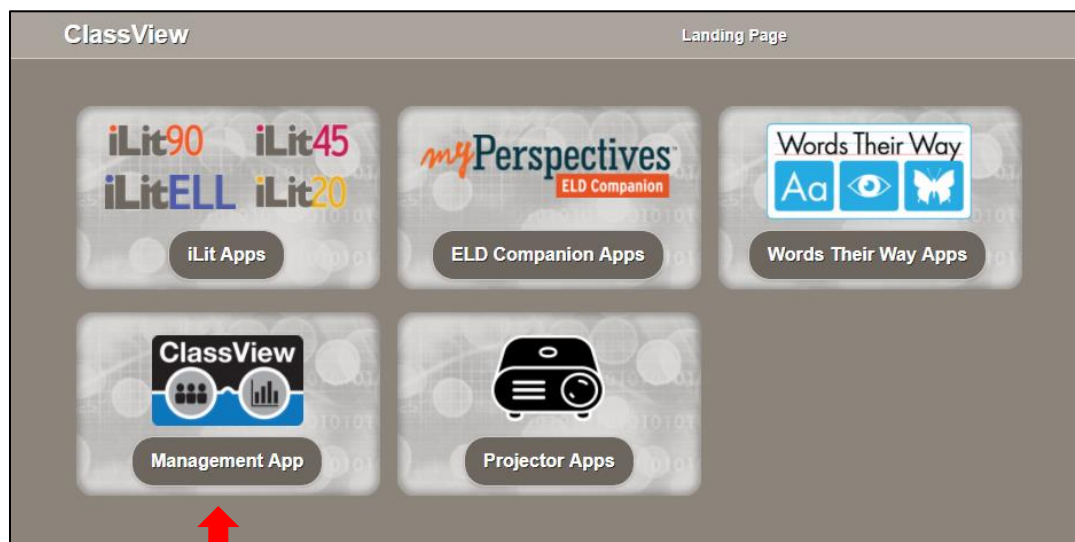 ClassView
Landing Page
iLit90 iLit45
iLitELL iLit20
iLit Apps
myPerspectives
ELD Companion
ELD Companion Apps
Words Their Way
Aa
Words Their Way Apps
ClassView
Management App
Projector Apps